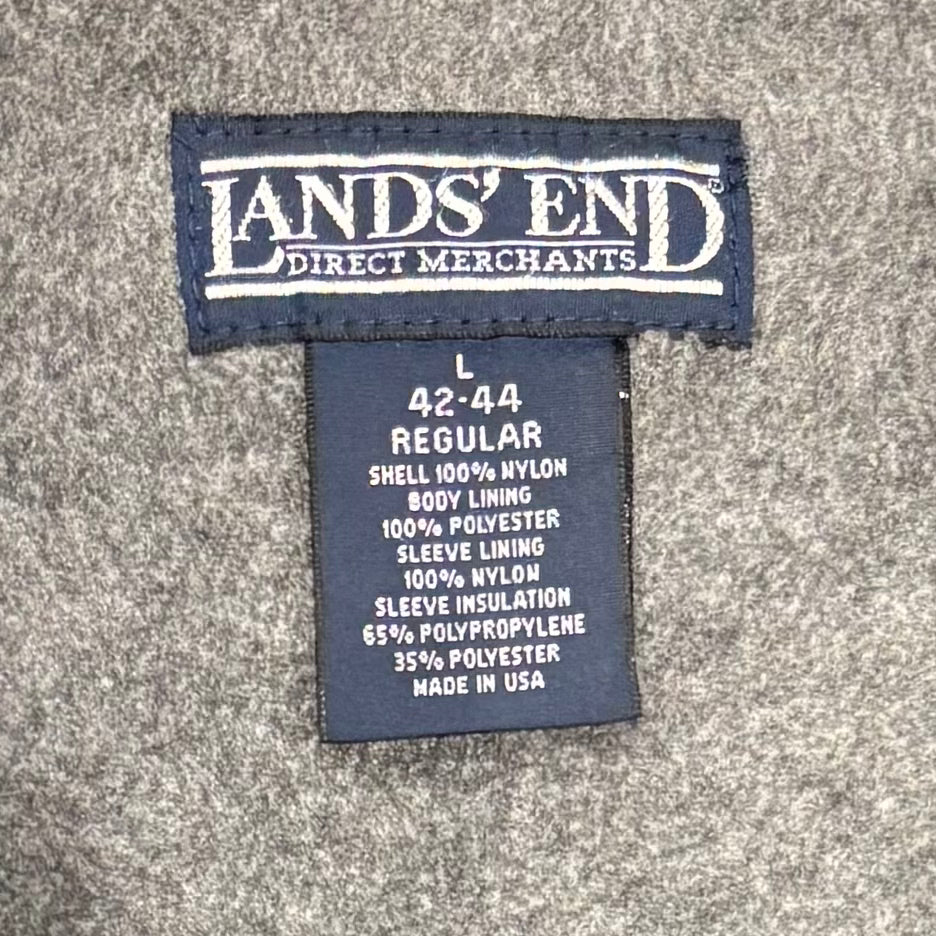 LANDS' END®
DIRECT MERCHANTS
L
42-44
REGULAR
SHELL 100% NYLON
BODY LINING
100% POLYESTER
SLEEVE LINING
100% NYLON
SLEEVE INSULATION
65% POLYPROPYLENE
35% POLYESTER
MADE IN USA